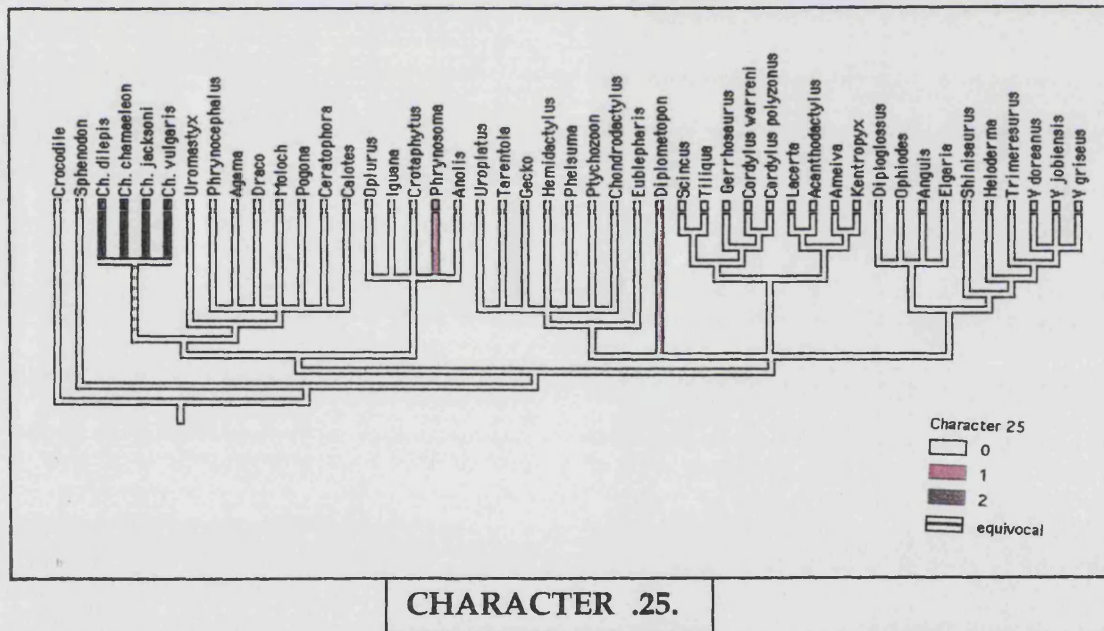 Crocodile
Sphenodon
Ch. dilepis
Ch. chamaeleon
Ch. jacksoni
Ch. vulgaris
Uromastyx
Phrynocephalus
Agama
Draco
Moloch
Pogona
Ceratophora
Calotes
Oplurus
Iguana
Crotaphytus
Phrynosoma
Anolis
Uroplatus
Tarentola
Gecko
Hemidactylus
Phelsuma
Ptychozoon
Chondrodactylus
Eublepharis
Diplometopon
Scincus
Tiliqua
Gerrhosaurus
Cordylus warreni
Cordylus polyzonus
Lacerta
Acanthodactylus
Ameiva
Kentropyx
Diploglossus
Ophiodes
Anguis
Elgeria
Shinisaurus
Heloderma
Trimeresurus
V doreanus
V jobiensis
V griseus
Character 25
0
1
2
equivocal
CHARACTER .25.